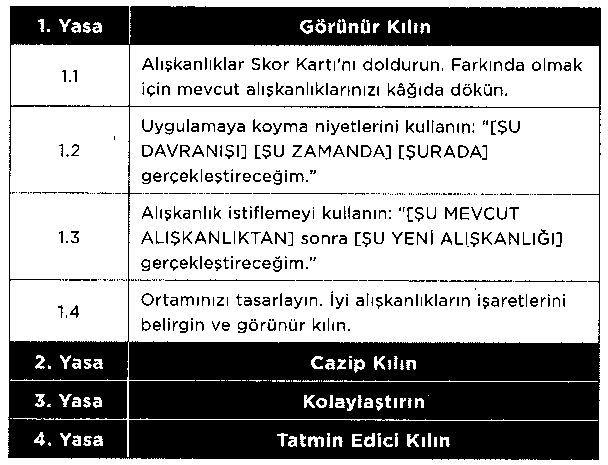 1. Yasa Görünür Kılın
1.1 Alışkanlıklar Skor Kartı'nı doldurun. Farkında olmak
için mevcut alışkanlıklarınızı kâğıda dökün.
1.2 Uygulamaya koyma niyetlerini kullanın: “[ŞU
DAVRANIŞI] [ŞU ZAMANDA] [ŞURADA]
gerçekleştireceğim.”
1.3 Alışkanlık istiflemeyi kullanın: “[ŞU MEVCUT
ALIŞKANLIKTAN] sonra [ŞU YENİ ALIŞKANLIĞI]
gerçekleştireceğim.”
1.4 Ortamınızı tasarlayın. İyi alışkanlıkların işaretlerini
belirgin ve görünür kılın.
2. Yasa Cazip Kılın
3. Yasa Kolaylaştırın
4. Yasa Tatmin Edici Kılın